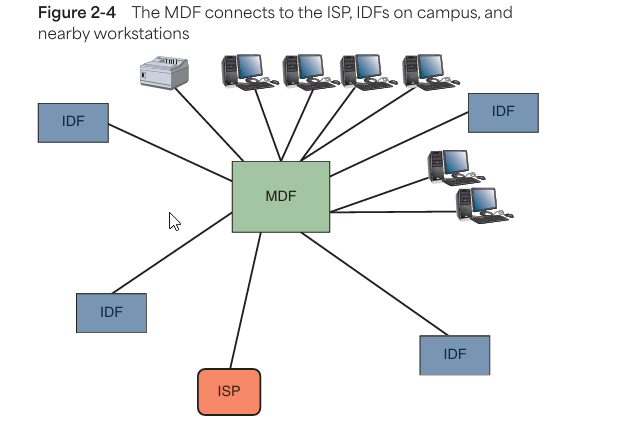 Figure 2-4 The MDF connects to the ISP, IDFs on campus, and
nearby workstations
IDF
IDF
MDF
IDF
IDF
ISP